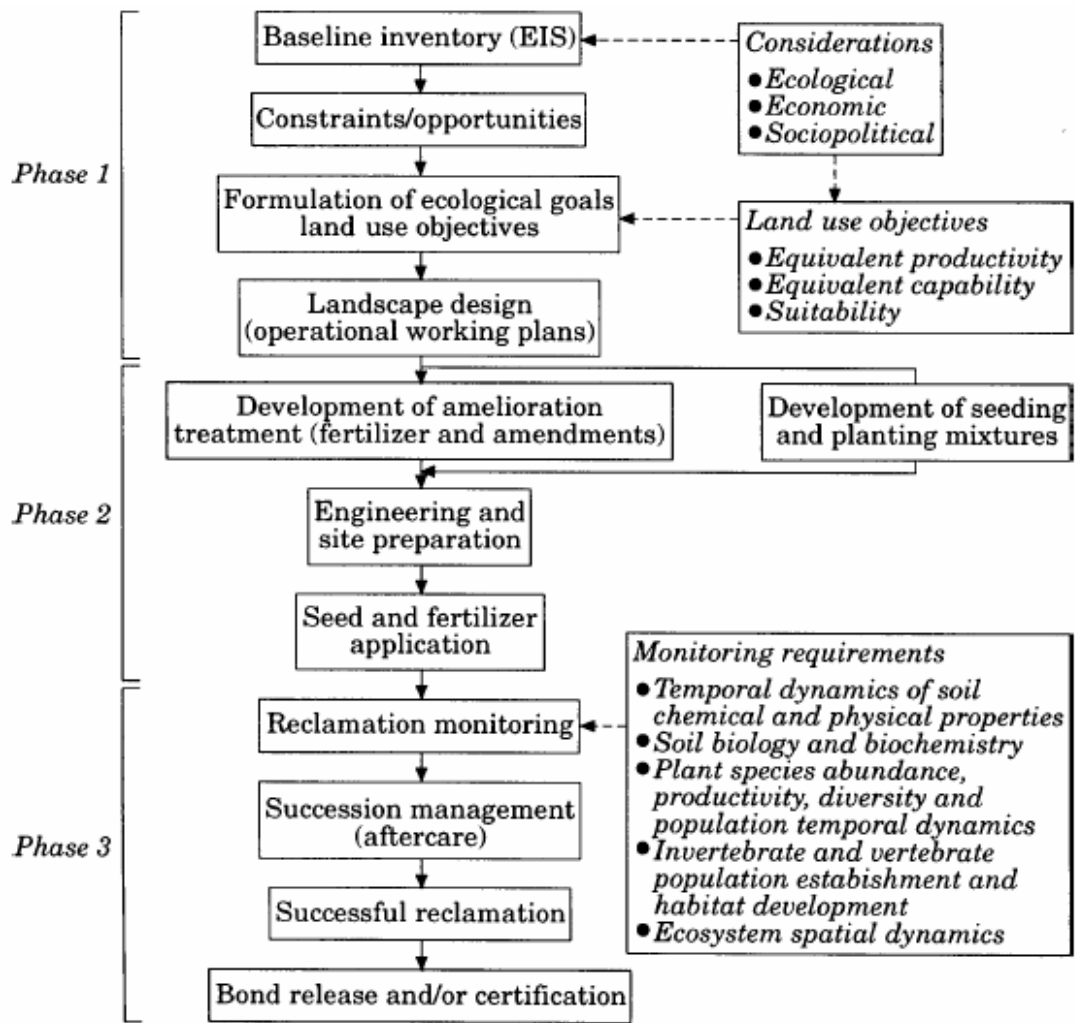 Baseline inventory (EIS)
Considerations
● Ecological
● Economic
● Sociopolitical
Constraints/opportunities
Phase 1
Formulation of ecological goals
land use objectives
Land use objectives
● Equivalent productivity
● Equivalent capability
● Suitability
Landscape design
(operational working plans)
Development of amelioration
treatment (fertilizer and amendments)
Development of seeding
and planting mixtures
Phase 2
Engineering and
site preparation
Seed and fertilizer
application
Monitoring requirements
● Temporal dynamics of soil
chemical and physical properties
● Soil biology and biochemistry
● Plant species abundance,
productivity, diversity and
population temporal dynamics
● Invertebrate and vertebrate
population estabishment and
habitat development
● Ecosystem spatial dynamics
Reclamation monitoring
Phase 3
Succession management
(aftercare)
Successful reclamation
Bond release and/or certification